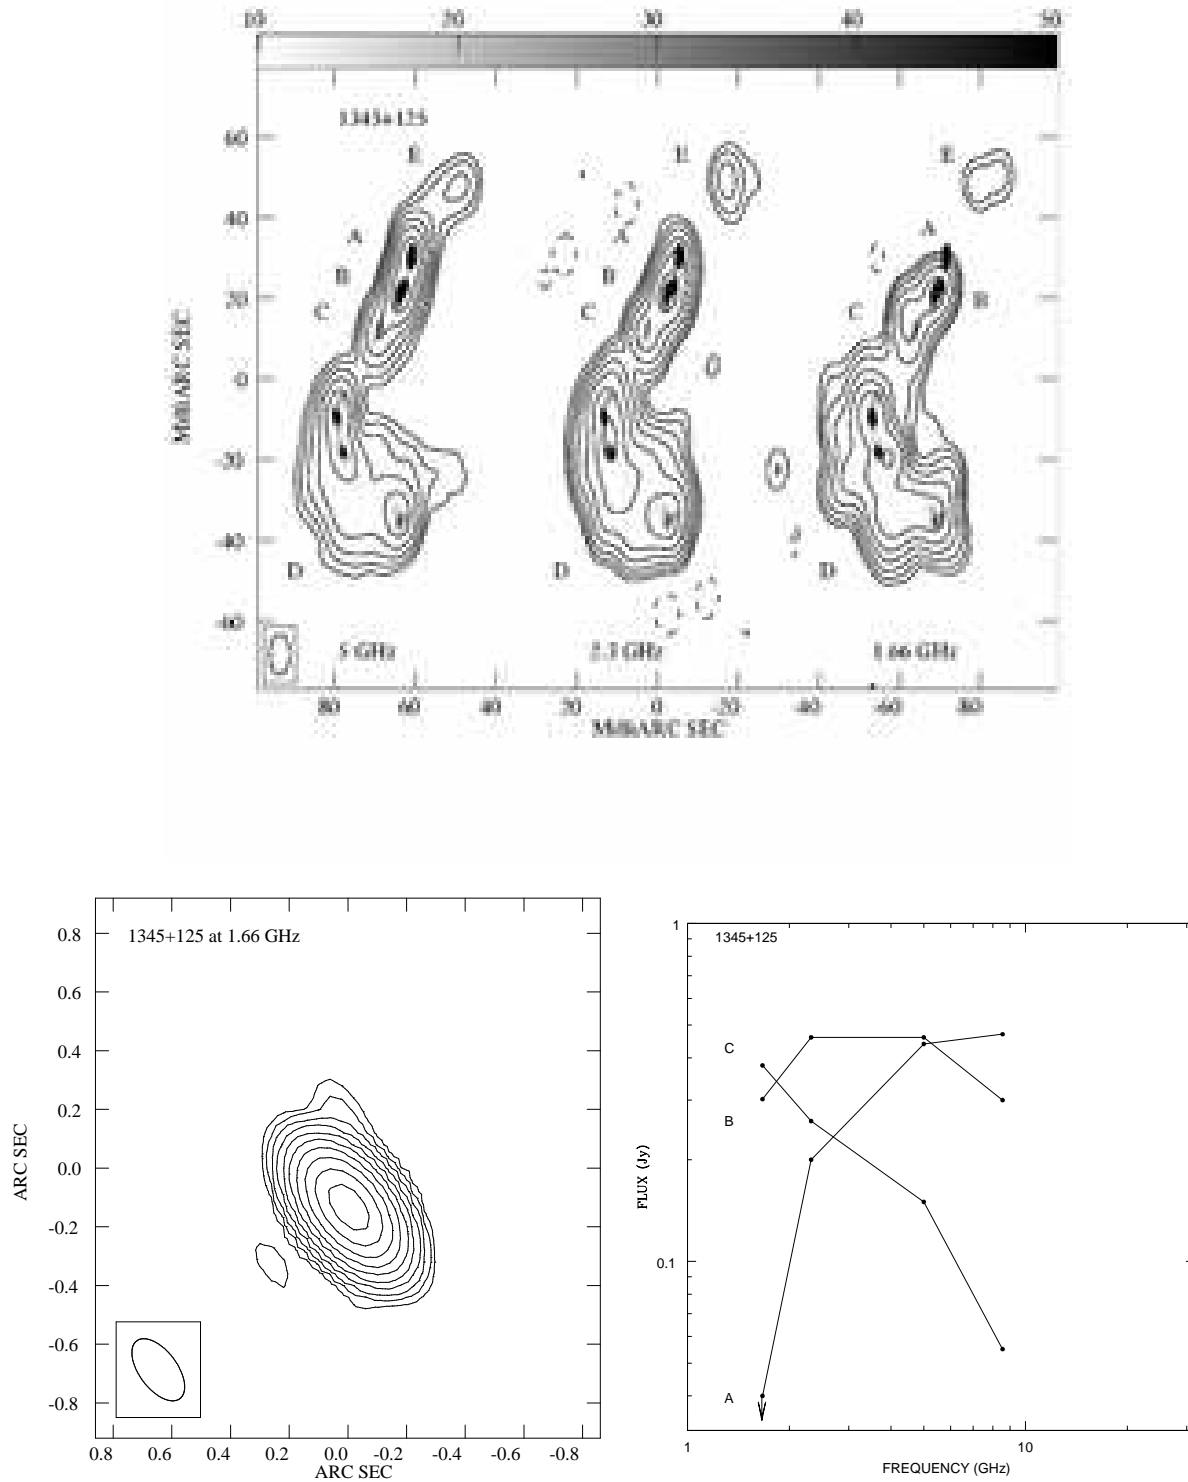 10 20 30 40 50
1345+125
E E E
60
A A A
40
B B B
20
C C C
0
-20
-40
D D D
-60
MilliARC SEC
5 GHz 2.3 GHz 1.66 GHz
80 60 40 20 0 -20 -40 -60 -80
MilliARC SEC
1345+125 at 1.66 GHz
0.8
0.6
0.4
0.2
0.0
-0.2
-0.4
-0.6
-0.8
ARC SEC
0.8 0.6 0.4 0.2 0.0 -0.2 -0.4 -0.6 -0.8
ARC SEC
1345+125
1
C
B
0.1
A
FLUX (Jy)
1 10
FREQUENCY (GHz)